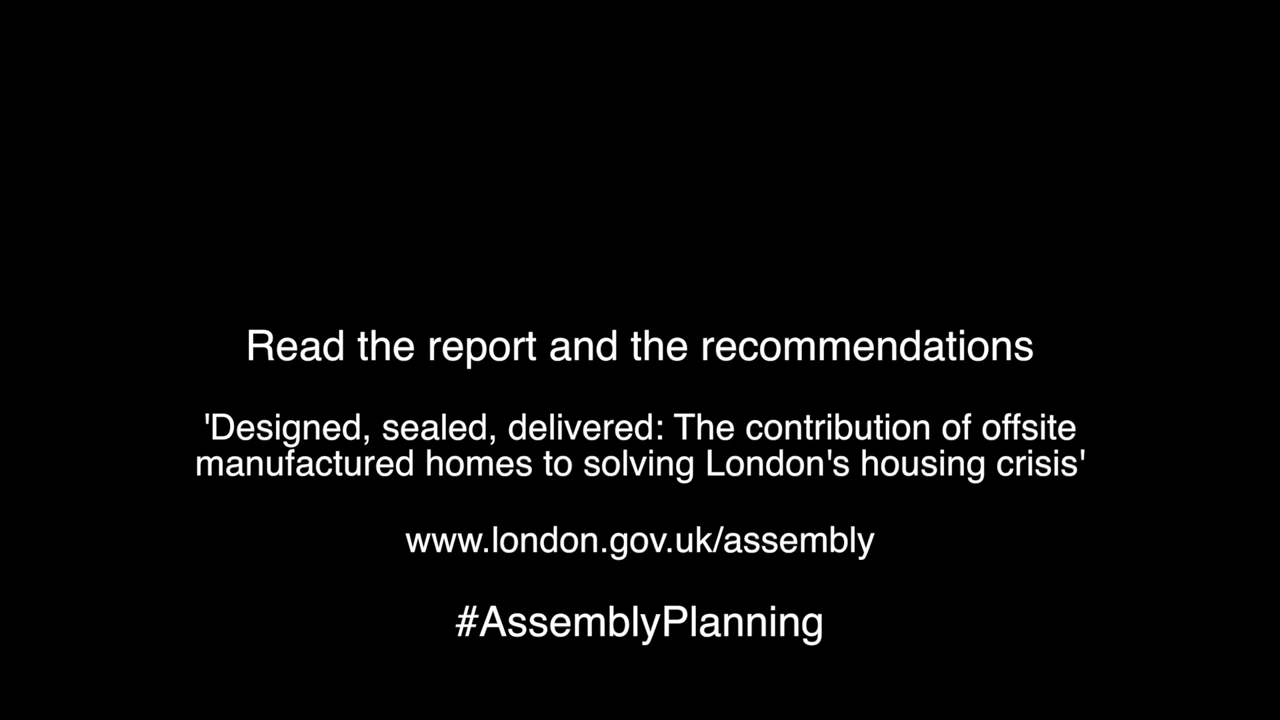 Read the report and the recommendations
'Designed, sealed, delivered: The contribution of offsite
manufactured homes to solving London's housing crisis'
www.london.gov.uk/assembly
#AssemblyPlanning